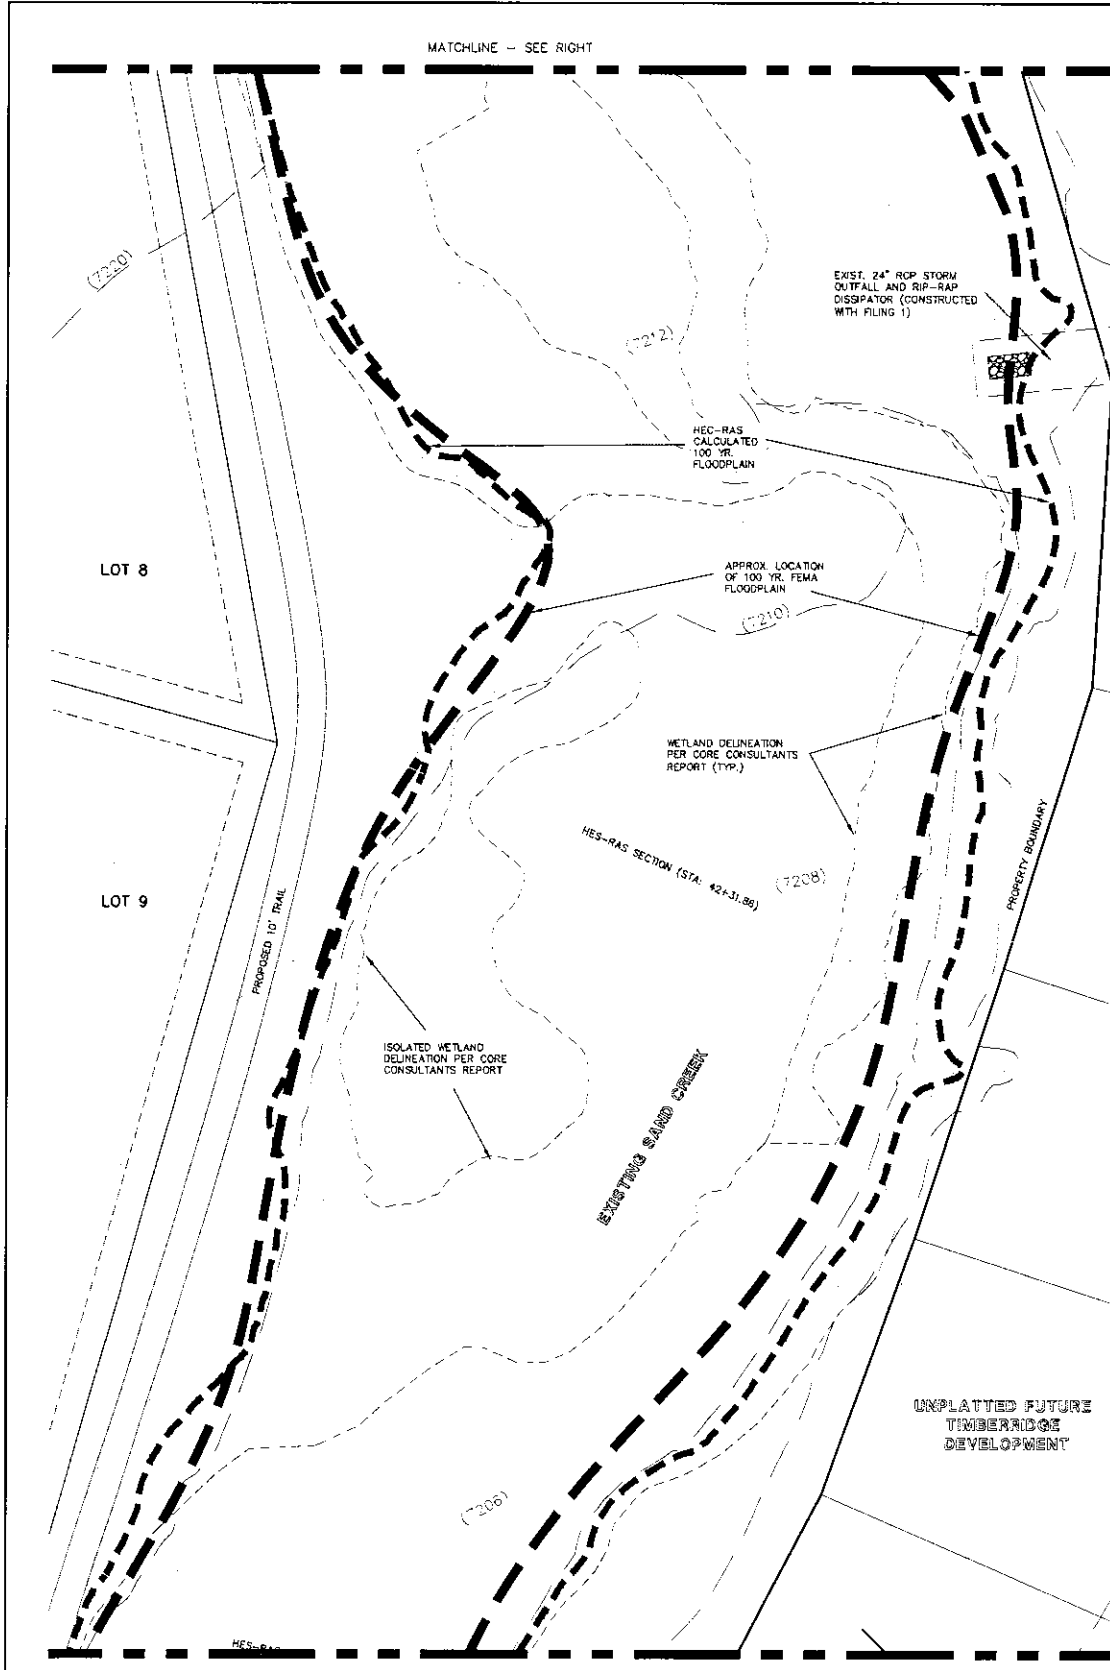 MATCHLINE - SEE RIGHT
(7220)
EXIST. 24" RCP STORM
OUTFALL AND RIP-RAP
DISSIPATOR (CONSTRUCTED
WITH FILING 1)
(7212)
HEC-RAS
CALCULATED
100 YR.
FLOODPLAIN
LOT 8
APPROX. LOCATION
OF 100 YR. FEMA
FLOODPLAIN
(7210)
WETLAND DELINEATION
PER CORE CONSULTANTS
REPORT (TYP.)
HES-RAS SECTION (STA: 42+31.88)
(7208)
PROPERTY BOUNDARY
LOT 9
PROPOSED 10' TRAIL
ISOLATED WETLAND
DELINEATION PER CORE
CONSULTANTS REPORT
EXISTING SAND CREEK
UNPLATTED FUTURE
TIMBERRIDGE
DEVELOPMENT
(7206)
HES-RAS